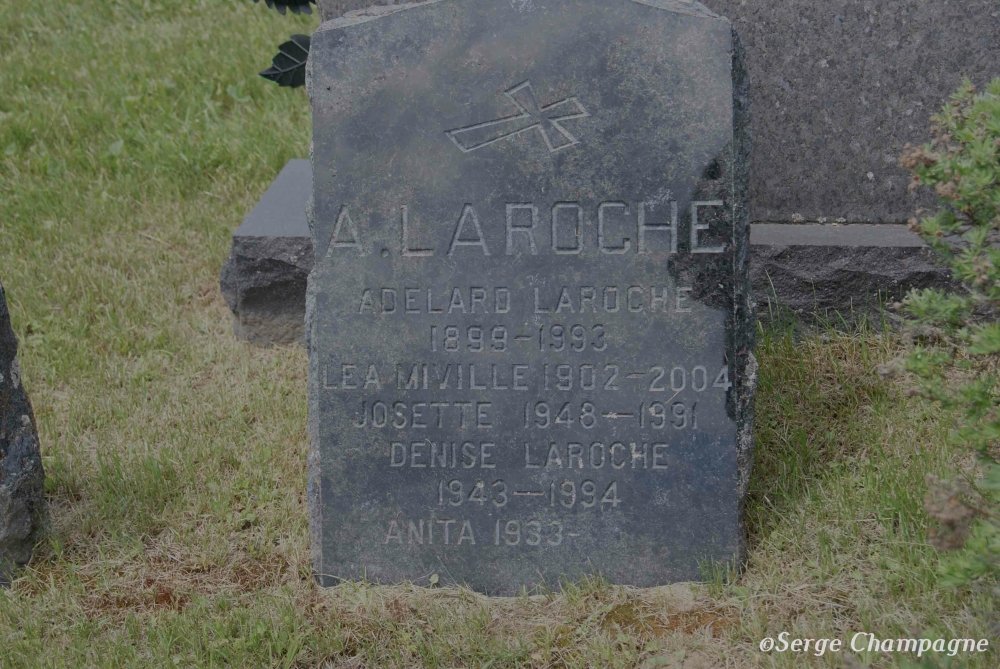 A. LAROCHE
ADELARD LAROCHE
1899-1993
LEA MIVILLE 1902-2004
JOSETTE 1948-1991
DENISE LAROCHE
1943-1994
ANITA 1933-
©Serge Champagne